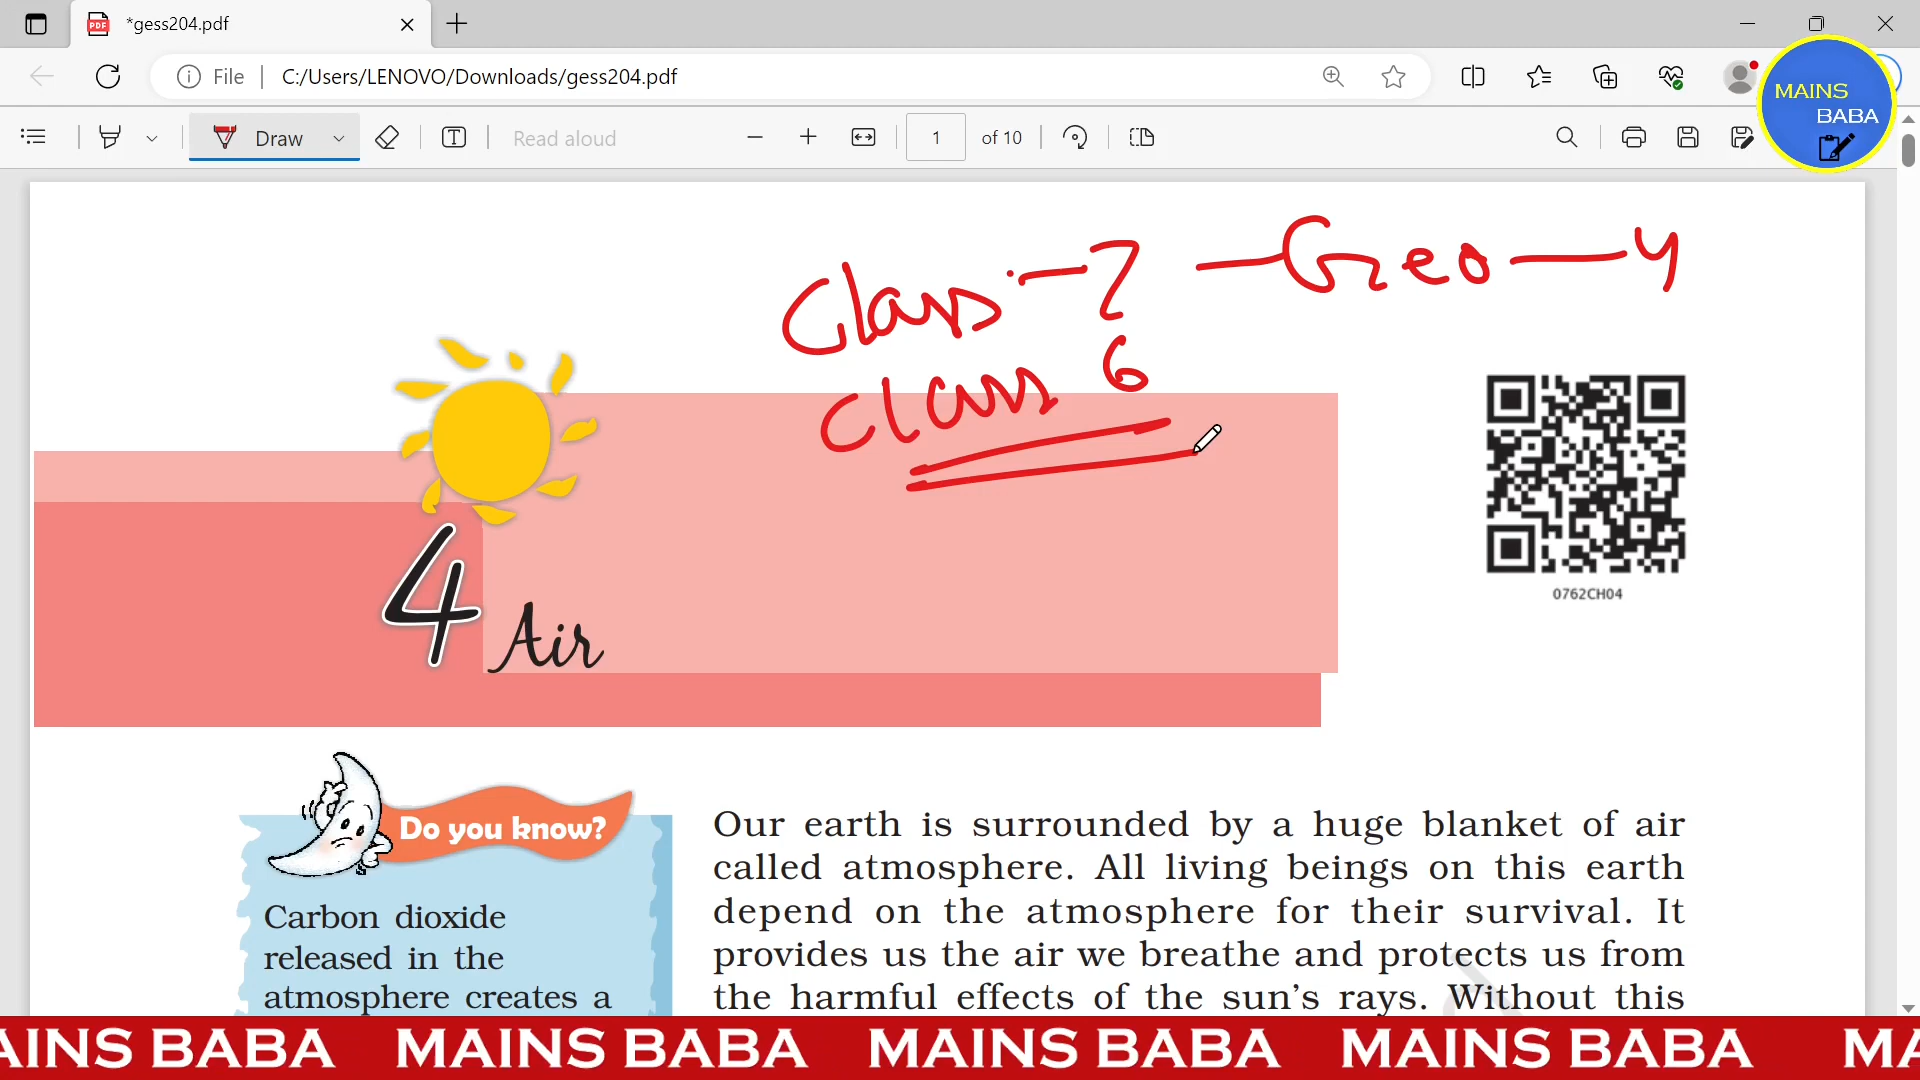 *gess204.pdf
File C:/Users/LENOVO/Downloads/gess204.pdf
MAINS
BABA
Draw Read aloud 1 of 10
Class - 7 - Geo - y
Class 6
0762CH04
4 Air
Do you know?
Carbon dioxide
released in the
atmosphere creates a
Our earth is surrounded by a huge blanket of air
called atmosphere. All living beings on this earth
depend on the atmosphere for their survival. It
provides us the air we breathe and protects us from
the harmful effects of the sun's rays. Without this
AINS BABA MAINS BABA MAINS BABA MAINS BABA MA